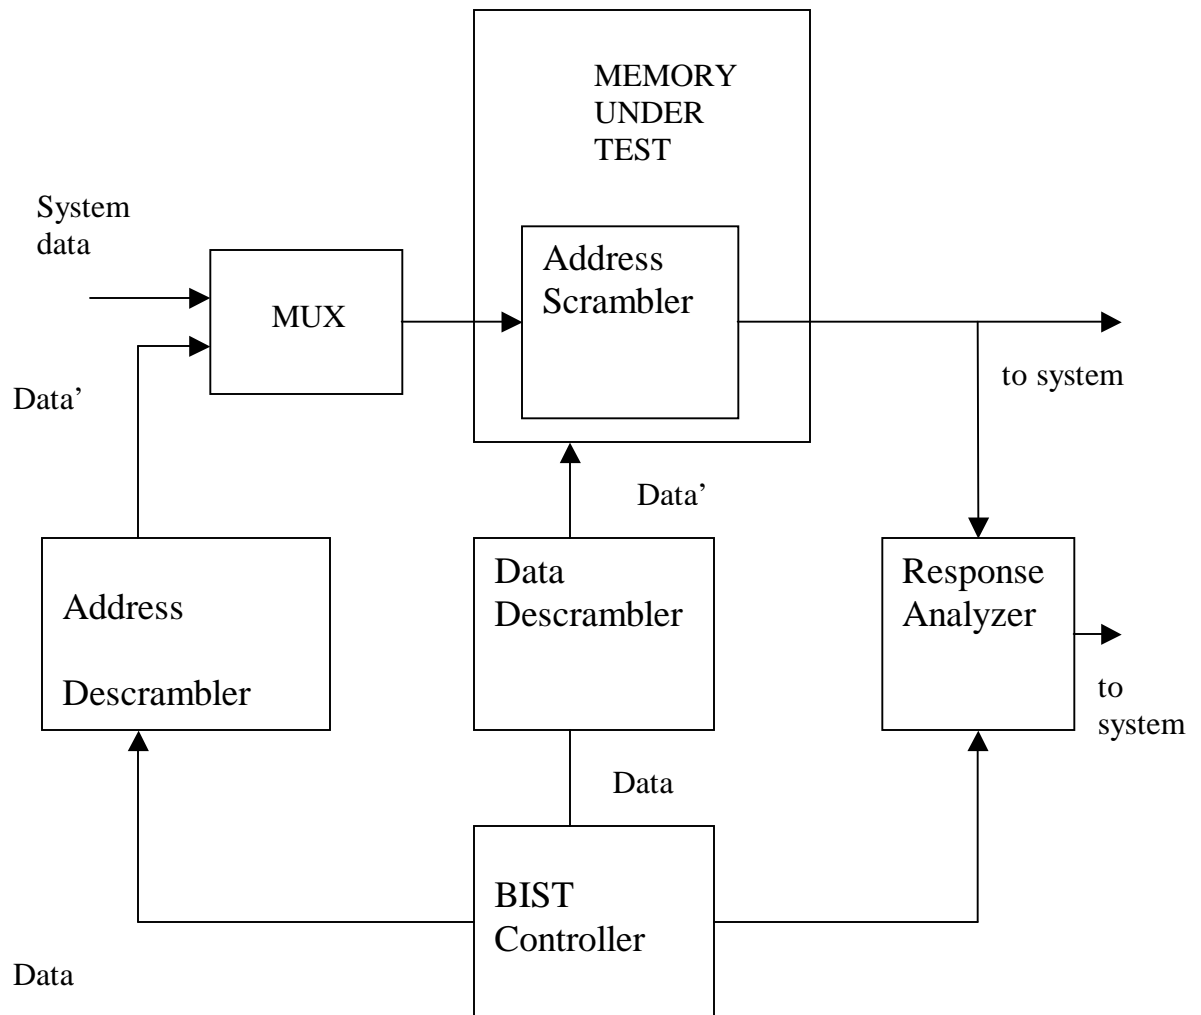 MEMORY
UNDER
TEST
System
data
Address
Scrambler
MUX
to system
Data’
Data’
Data
Descrambler
Response
Analyzer
Address
Descrambler
to
system
Data
BIST
Controller
Data